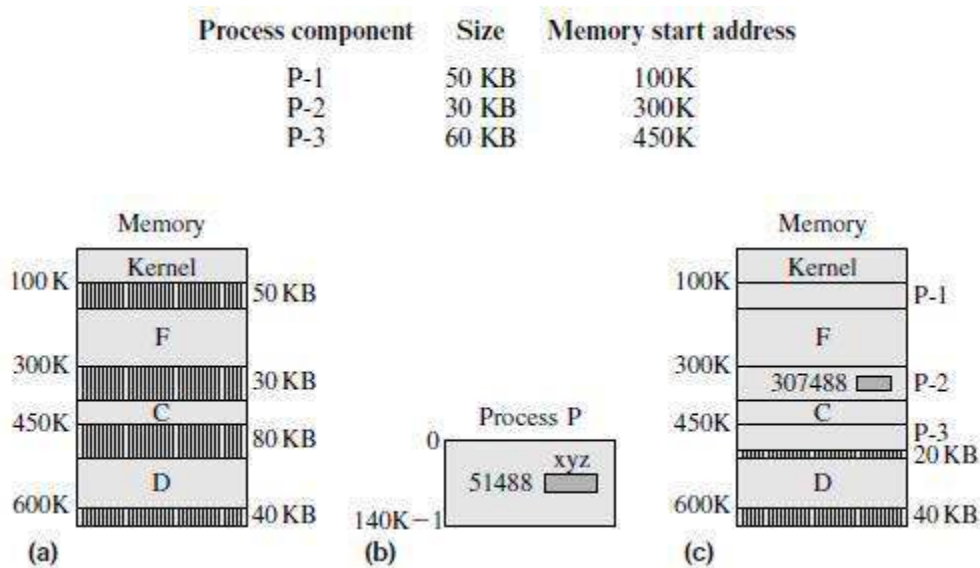 Process component Size Memory start address
P-1 50 KB 100K
P-2 30 KB 300K
P-3 60 KB 450K
Memory
Kernel
100 K
50 KB
F
300K
30 KB
C
450K
80 KB
D
600K
40 KB
(a)
Process P
0
xyz
51488
140K−1
(b)
Memory
Kernel
100K
P-1
F
300K
307488
P-2
C
450K
P-3
20 KB
D
600K
40 KB
(c)